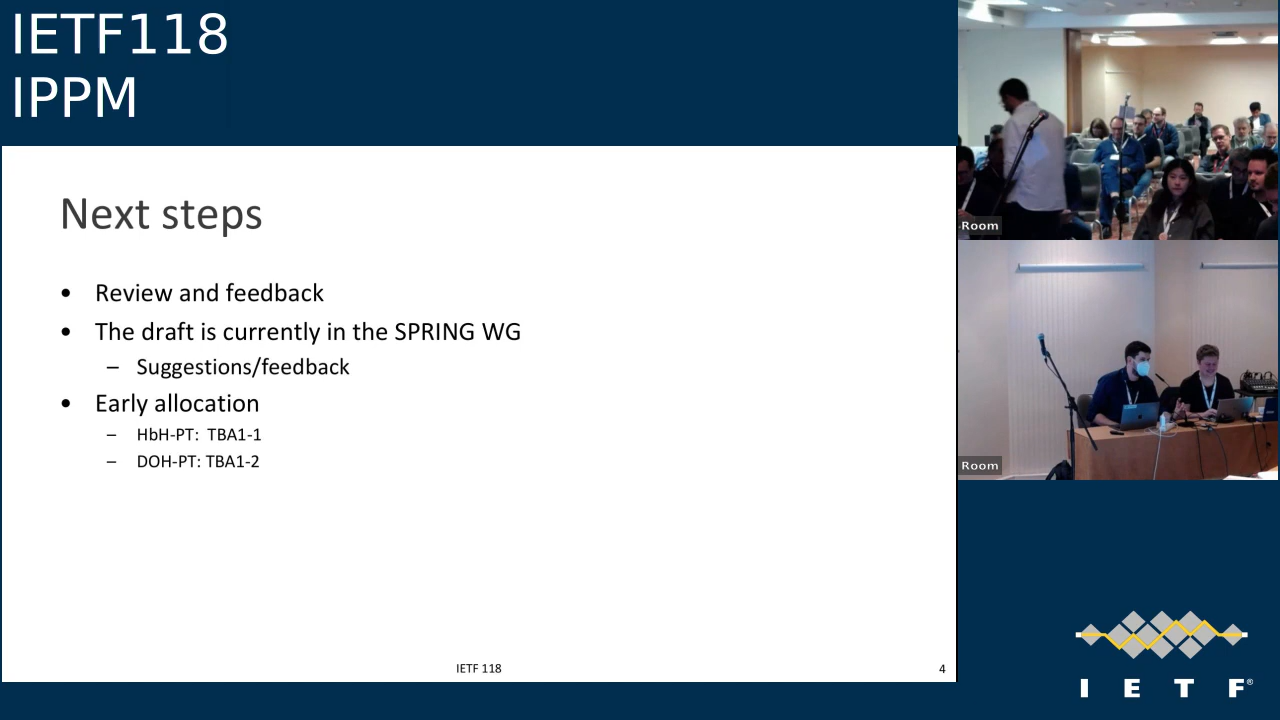 IETF118
IPPM
Next steps
• Review and feedback
• The draft is currently in the SPRING WG
– Suggestions/feedback
• Early allocation
– HbH-PT: TBA1-1
– DOH-PT: TBA1-2
IETF 118
4
Room
Room
I E T F®